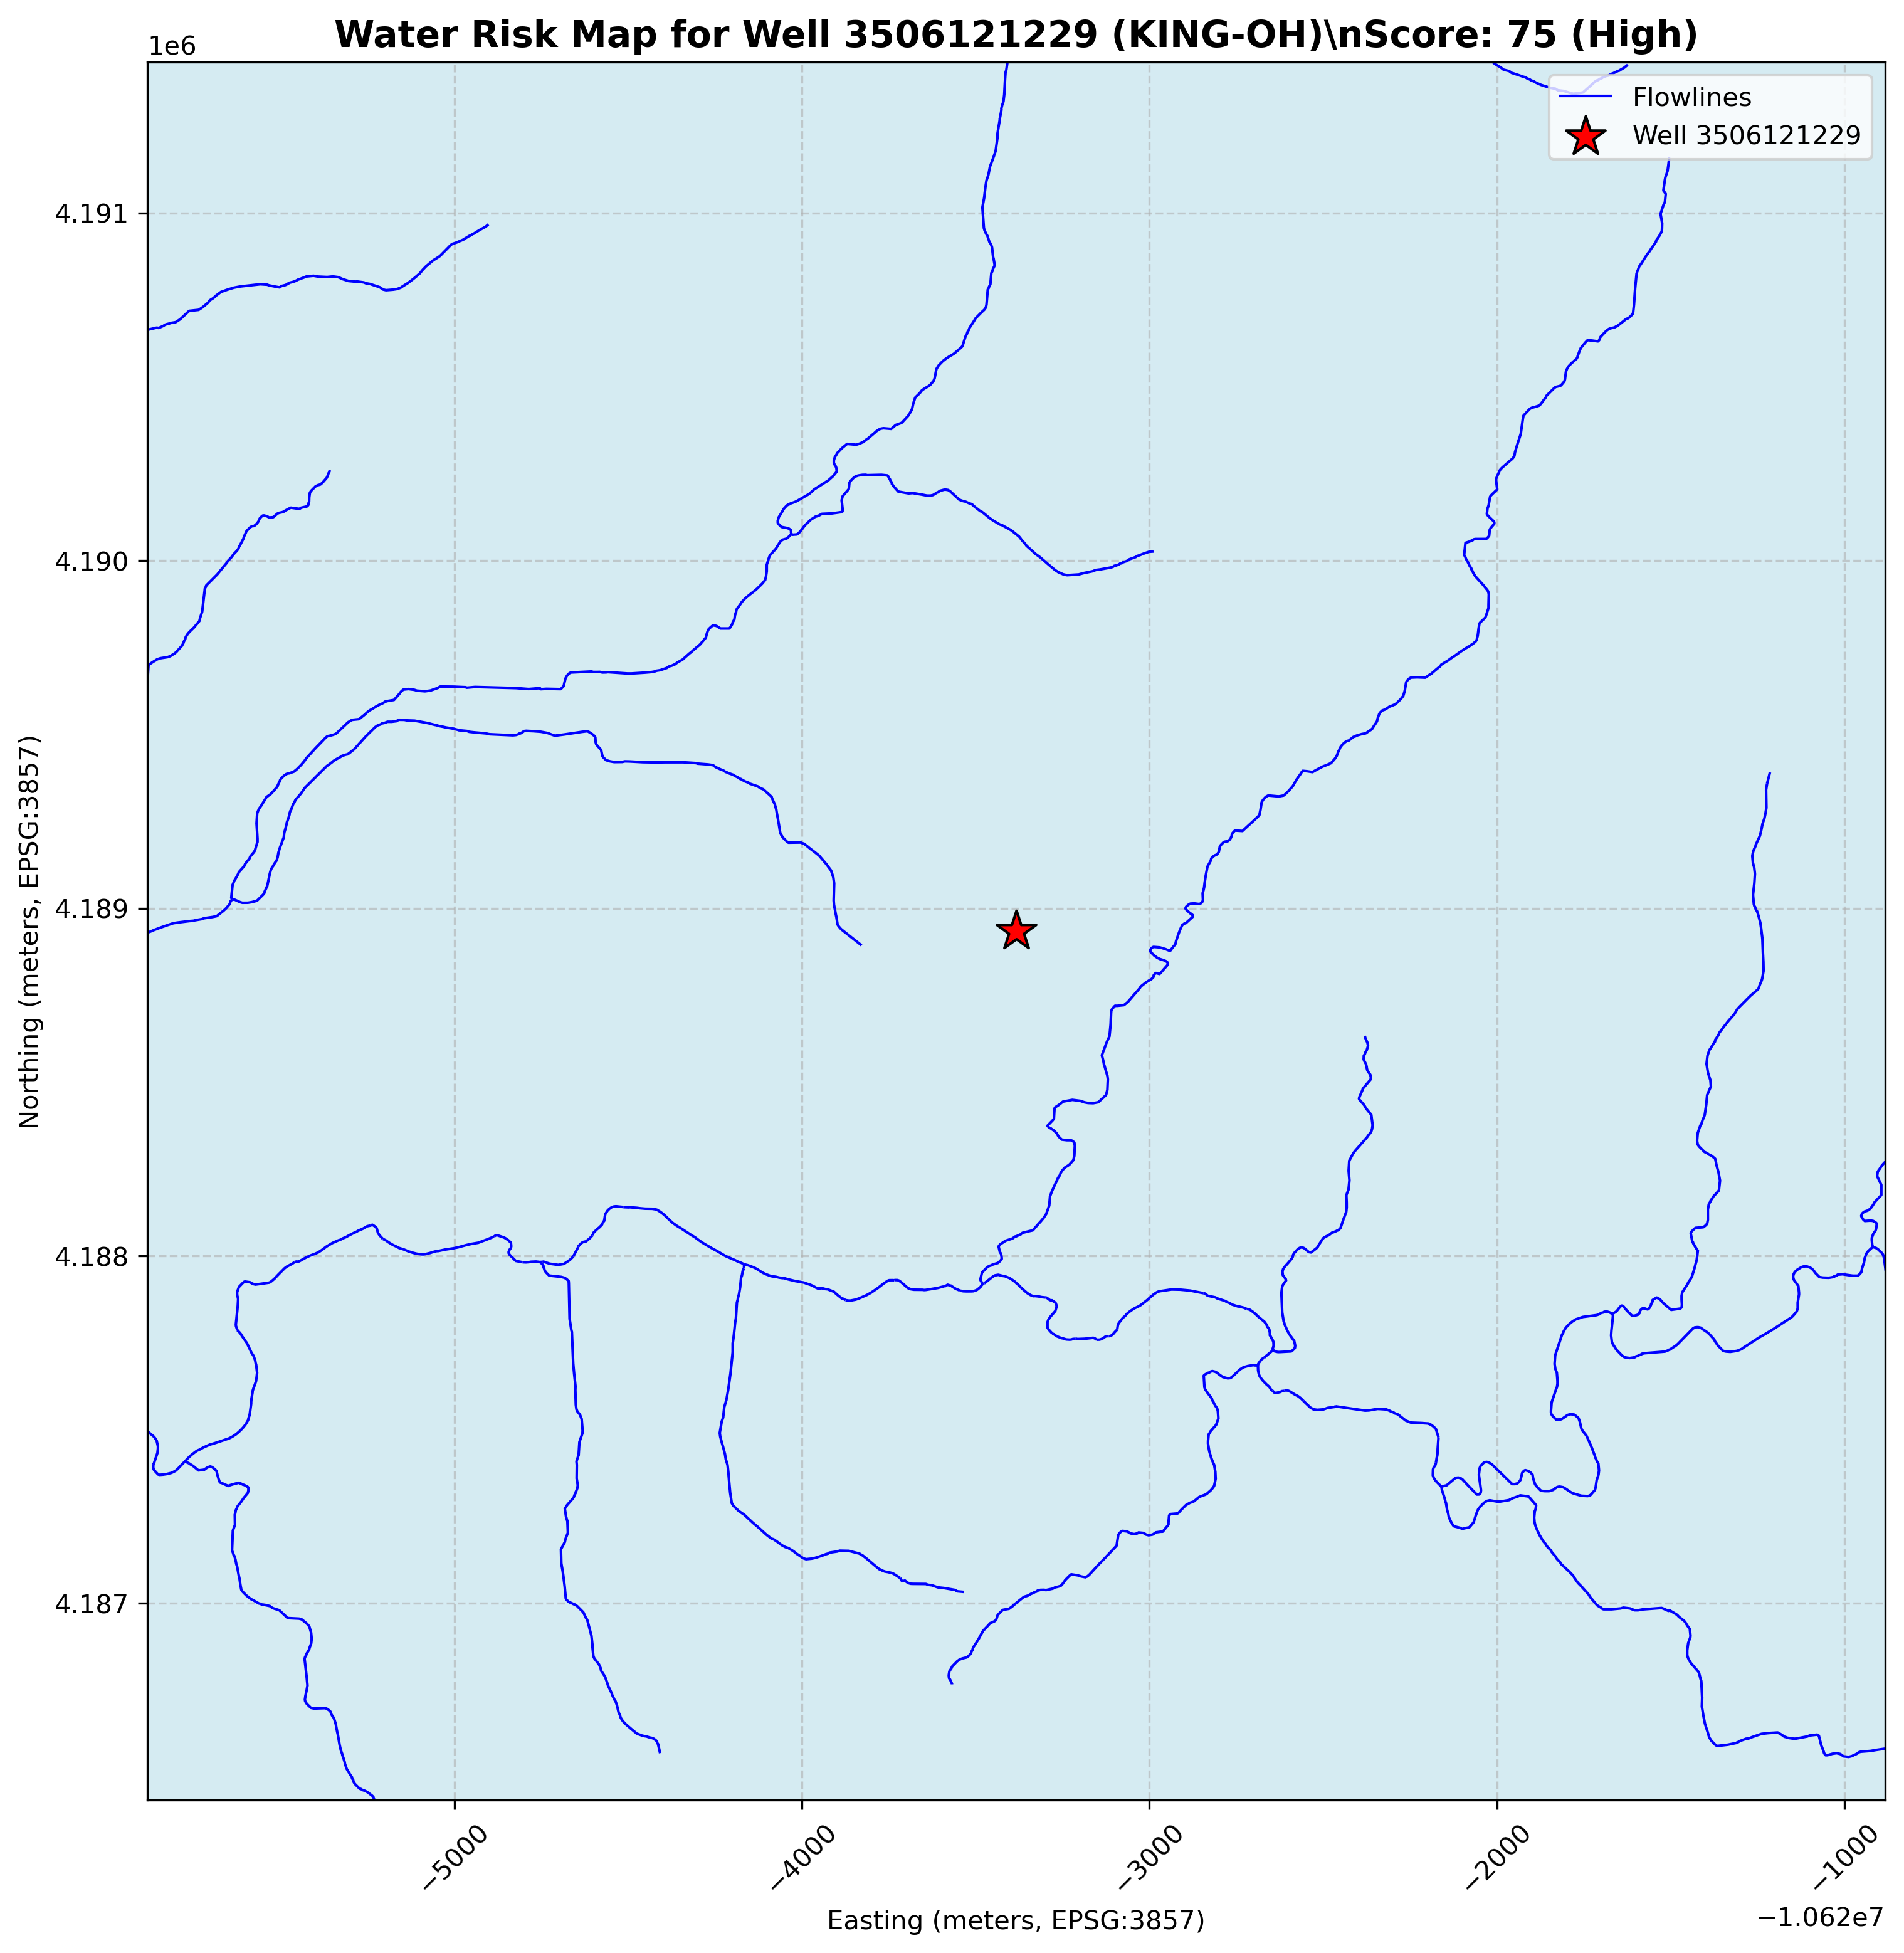 Water Risk Map for Well 3506121229 (KING-OH)\nScore: 75 (High)
1e6
Flowlines
Well 3506121229
4.191
4.190
4.189
4.188
4.187
Northing (meters, EPSG:3857)
−5000
−4000
−3000
−2000
−1000
Easting (meters, EPSG:3857)
−1.062e7